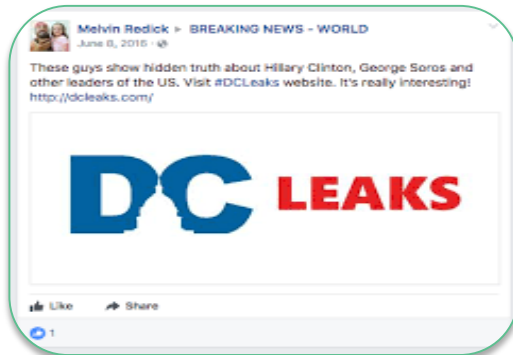 Melvin Redick ▸ BREAKING NEWS - WORLD
June 8, 2016 ·
These guys show hidden truth about Hillary Clinton, George Soros and
other leaders of the US. Visit #DCLeaks website. It's really interesting!
http://dcleaks.com/
DC LEAKS
Like Share
1